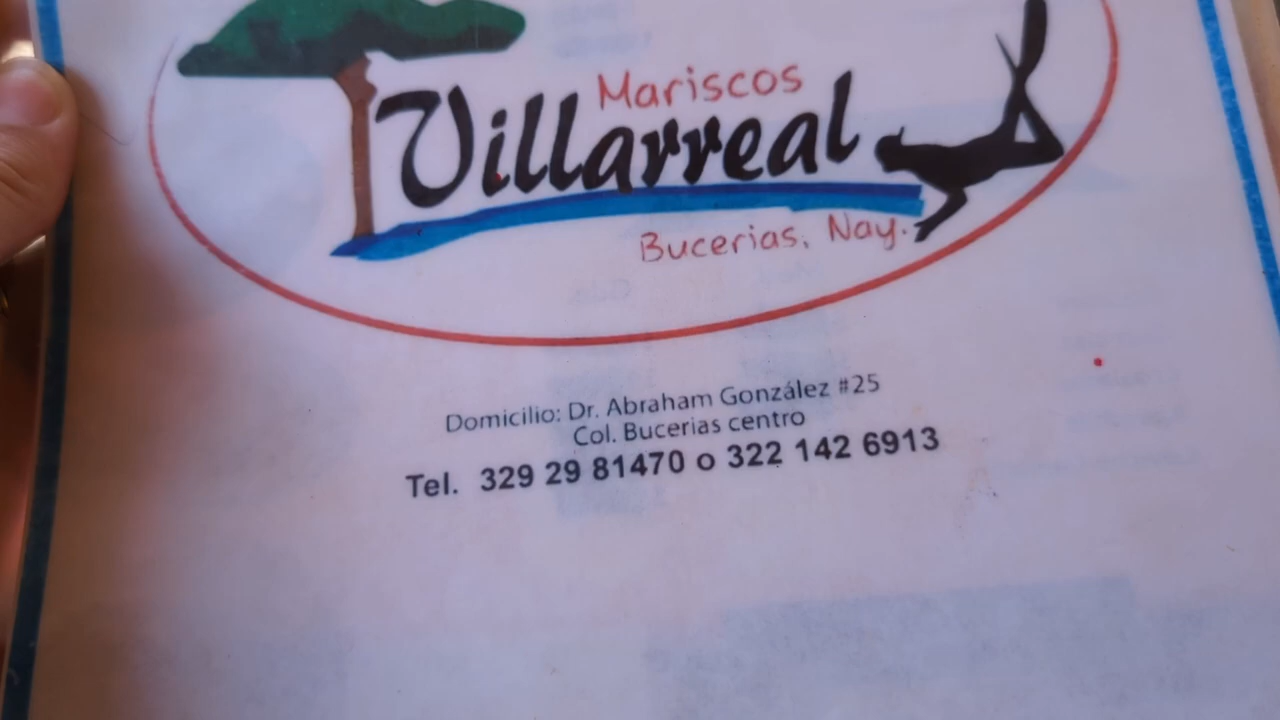 Mariscos
Villarreal
Bucerias, Nay.
Domicilio: Dr. Abraham González #25
Col. Bucerias centro
Tel. 329 29 81470 o 322 142 6913